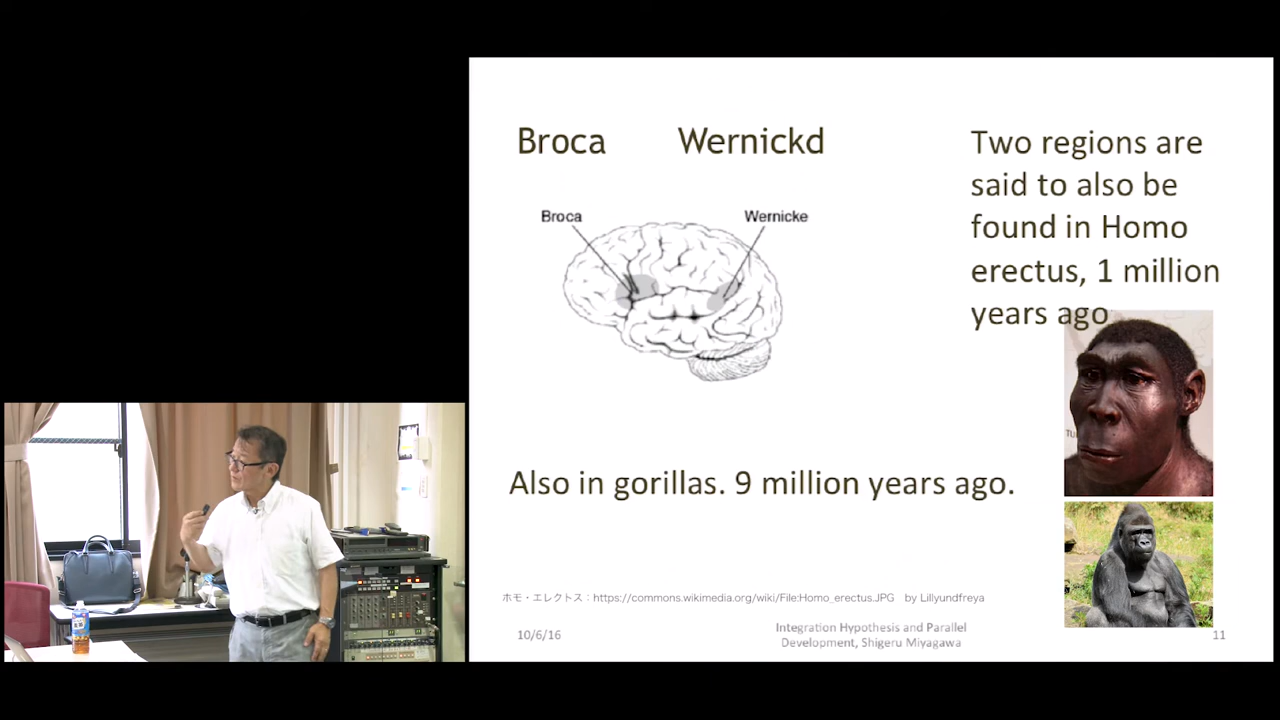 Broca Wernickd
Two regions are
said to also be
found in Homo
erectus, 1 million
years ago
Broca Wernicke
Also in gorillas. 9 million years ago.
ホモ・エレクトス：https://commons.wikimedia.org/wiki/File:Homo_erectus.JPG by Lillyundfreya
10/6/16
Integration Hypothesis and Parallel
Development, Shigeru Miyagawa
11